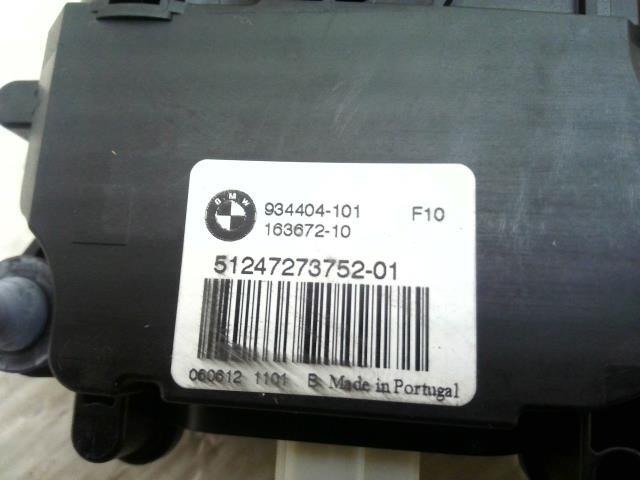 BMW
934404-101 F10
163672-10
51247273752-01
060612 1101 B Made in Portugal